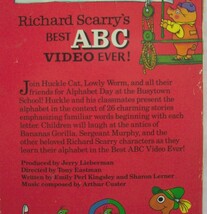 Richard Scarry's
BEST ABC
VIDEO EVER!
Join Huckle Cat, Lowly Worm, and all their
friends for Alphabet Day at the Busytown
School! Huckle and his classmates present the
alphabet in the context of 26 charming stories
emphasizing familiar words beginning with each
letter. Children will laugh at the antics of
Bananas Gorilla, Sergeant Murphy, and the
other beloved Richard Scarry characters as they
learn their alphabet in the Best ABC Video Ever!
Produced by Jerry Lieberman
Directed by Tony Eastman
Written by Emily Perl Kingsley and Sharon Lerner
Music composed by Arthur Custer